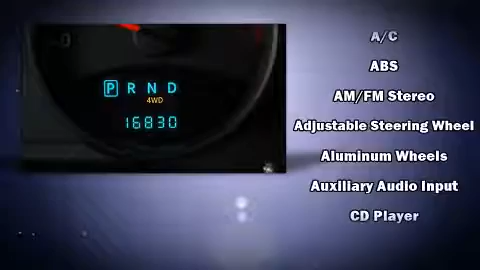 P R N D
4WD
16830
A/C
ABS
AM/FM Stereo
Adjustable Steering Wheel
Aluminum Wheels
Auxiliary Audio Input
CD Player